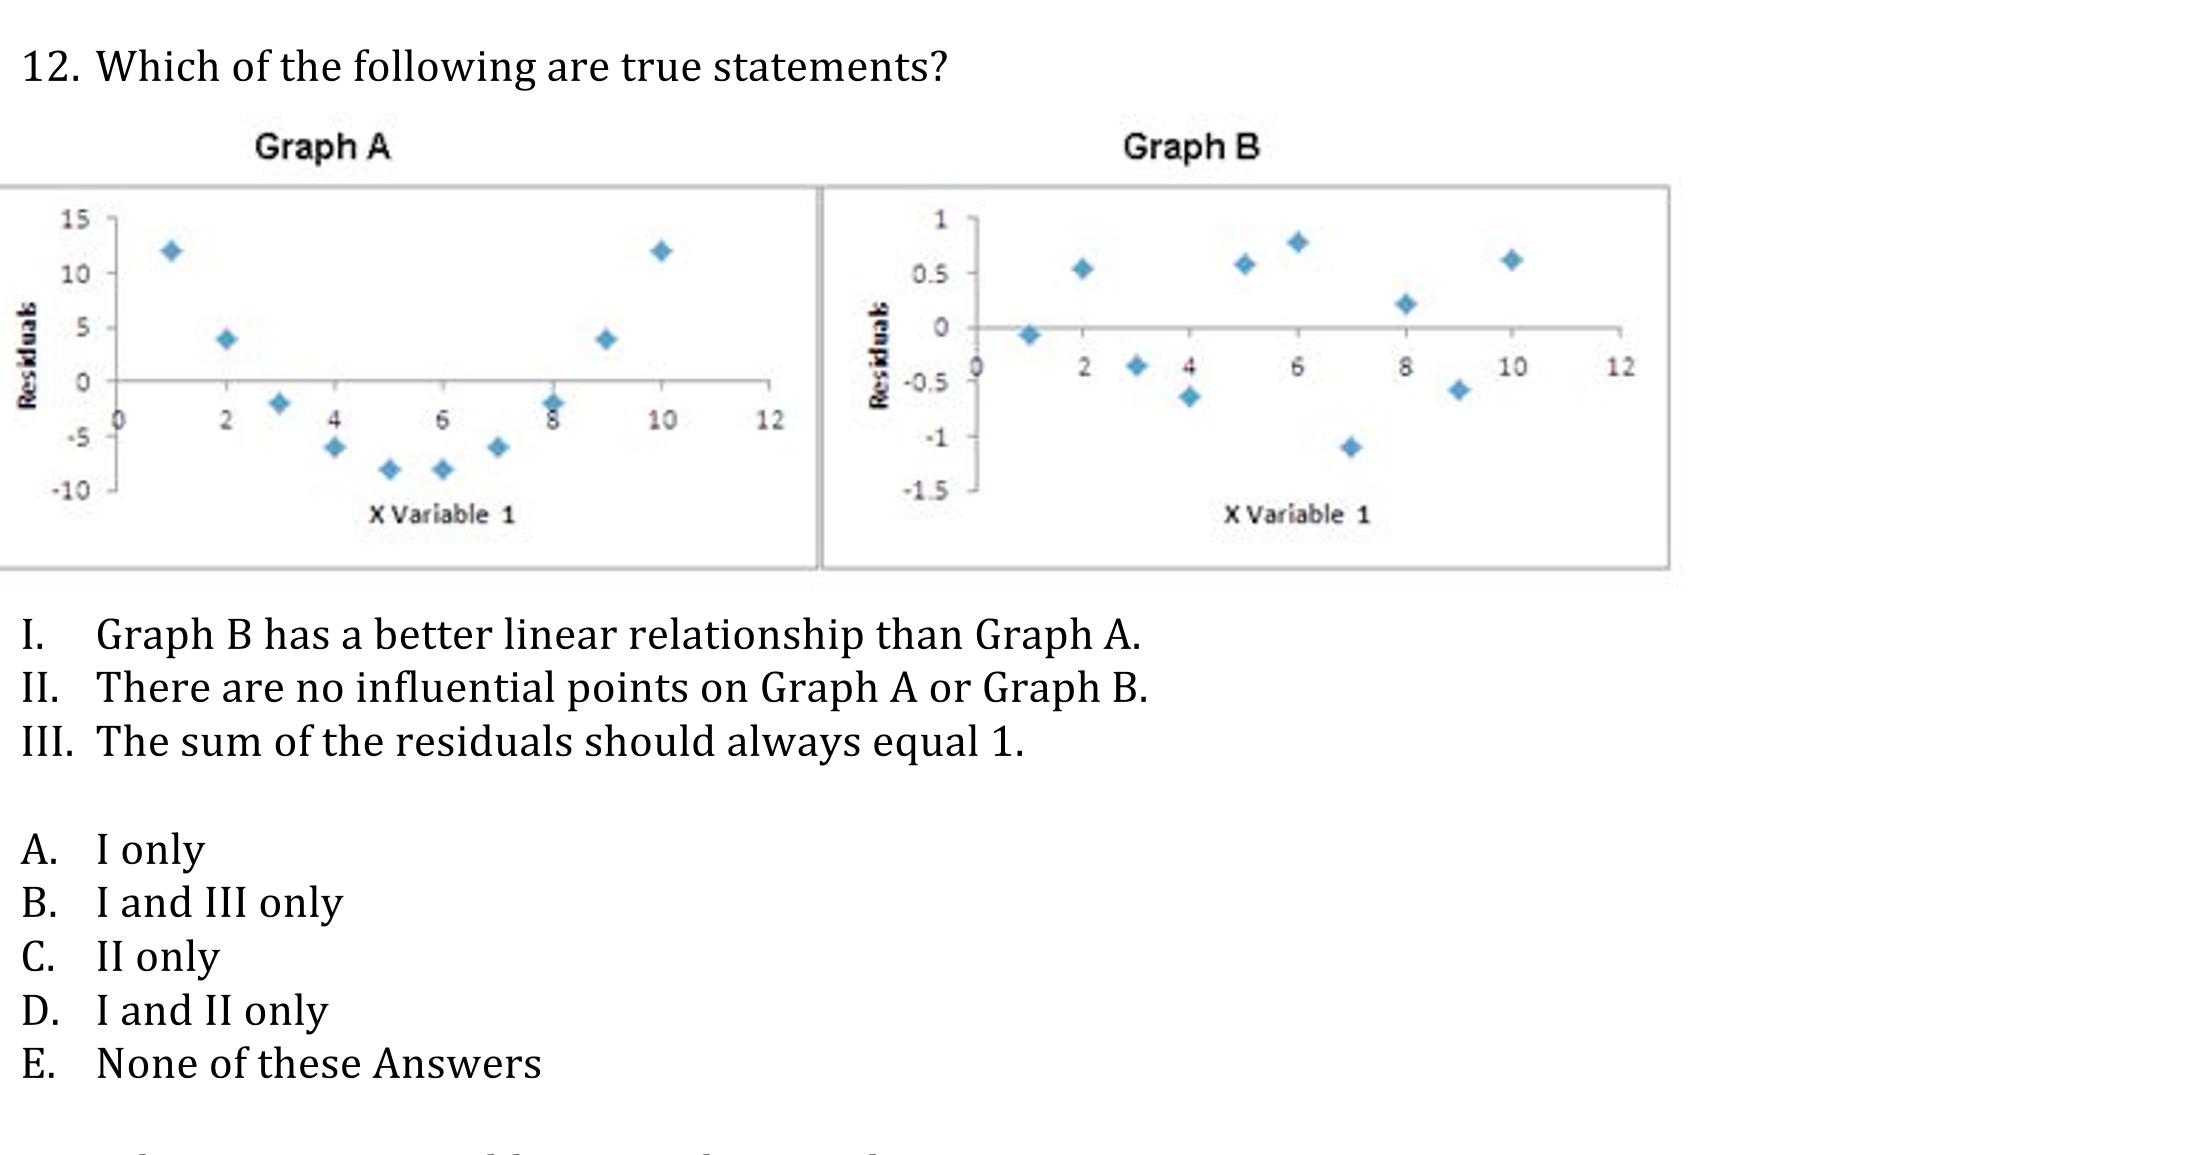 12. Which of the following are true statements?
Graph A
Graph B
15
10
5
0
-5
-10
Residuals
0 2 4 6 8 10 12
X Variable 1
1
0.5
0
-0.5
-1
-1.5
Residuals
0 2 4 6 8 10 12
X Variable 1
I. Graph B has a better linear relationship than Graph A.
II. There are no influential points on Graph A or Graph B.
III. The sum of the residuals should always equal 1.
A. I only
B. I and III only
C. II only
D. I and II only
E. None of these Answers